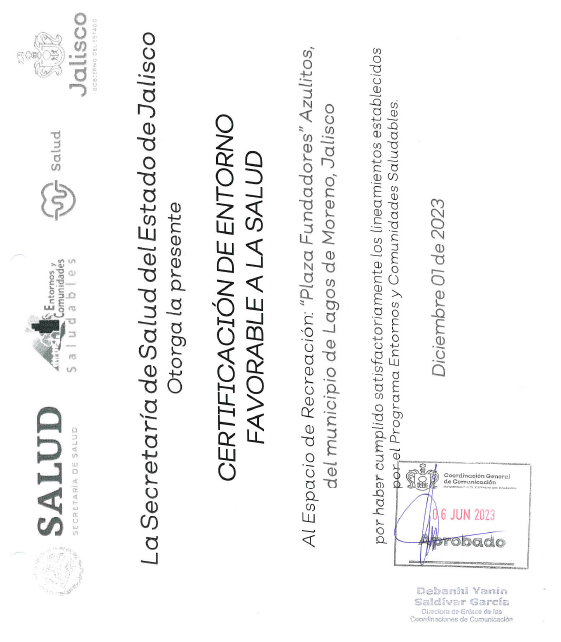 SALUD
SECRETARÍA DE SALUD
Entornos y
Comunidades
Saludables
Salud
Jalisco
GOBIERNO DEL ESTADO
La Secretaría de Salud del Estado de Jalisco
Otorga la presente
CERTIFICACIÓN DE ENTORNO
FAVORABLE A LA SALUD
Al Espacio de Recreación: "Plaza Fundadores" Azulitos,
del municipio de Lagos de Moreno, Jalisco
por haber cumplido satisfactoriamente los lineamientos establecidos
por el Programa Entornos y Comunidades Saludables.
Diciembre 01 de 2023
Coordinación General
de Comunicación
06 JUN 2023
Aprobado
Debanhi Yanin
Saldívar García
Directora de Enlace de las
Coordinaciones de Comunicación